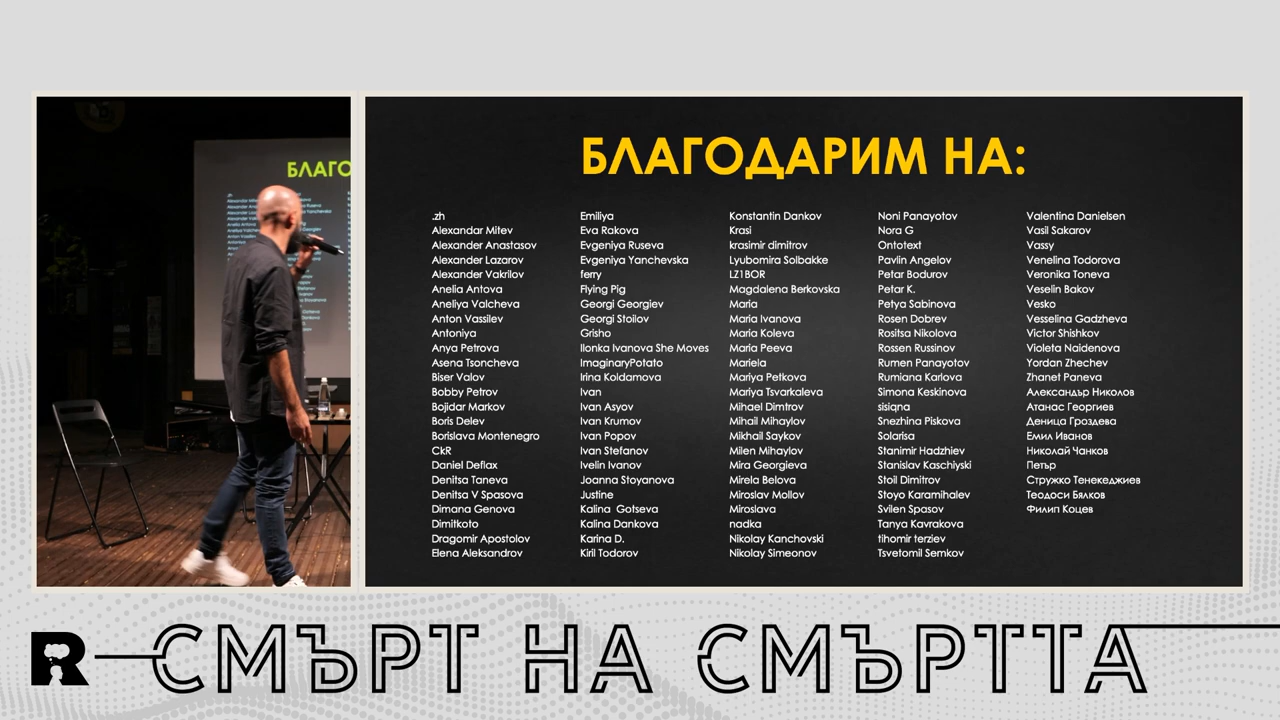 БЛАГО
БЛАГОДАРИМ НА:
.zh
Alexandar Mitev
Alexander Anastasov
Alexander Lazarov
Alexander Vakrilov
Anelia Antova
Aneliya Valcheva
Anton Vassilev
Antoniya
Anya Petrova
Asena Tsoncheva
Biser Valov
Bobby Petrov
Bojidar Markov
Boris Delev
Borislava Montenegro
CkR
Daniel Deflax
Denitsa Taneva
Denitsa V Spasova
Dimana Genova
Dimitkoto
Dragomir Apostolov
Elena Aleksandrov
Emiliya
Eva Rakova
Evgeniya Ruseva
Evgeniya Yanchevska
ferry
Flying Pig
Georgi Georgiev
Georgi Stoilov
Grisho
Ilonka Ivanova She Moves
ImaginaryPotato
Irina Koldamova
Ivan
Ivan Asyov
Ivan Krumov
Ivan Popov
Ivan Stefanov
Ivelin Ivanov
Joanna Stoyanova
Justine
Kalina  Gotseva
Kalina Dankova
Karina D.
Kiril Todorov
Konstantin Dankov
Krasi
krasimir dimitrov
Lyubomira Solbakke
LZ1BOR
Magdalena Berkovska
Maria
Maria Ivanova
Maria Koleva
Maria Peeva
Mariela
Mariya Petkova
Mariya Tsvarkaleva
Mihael Dimtrov
Mihail Mihaylov
Mikhail Saykov
Milen Mihaylov
Mira Georgieva
Mirela Belova
Miroslav Mollov
Miroslava
nadka
Nikolay Kanchovski
Nikolay Simeonov
Noni Panayotov
Nora G
Ontotext
Pavlin Angelov
Petar Bodurov
Petar K.
Petya Sabinova
Rosen Dobrev
Rositsa Nikolova
Rossen Russinov
Rumen Panayotov
Rumiana Karlova
Simona Keskinova
sisiqna
Snezhina Piskova
Solarisa
Stanimir Hadzhiev
Stanislav Kaschiyski
Stoil Dimitrov
Stoyo Karamihalev
Svilen Spasov
Tanya Kavrakova
tihomir terziev
Tsvetomil Semkov
Valentina Danielsen
Vasil Sakarov
Vassy
Venelina Todorova
Veronika Toneva
Veselin Bakov
Vesko
Vesselina Gadzheva
Victor Shishkov
Violeta Naidenova
Yordan Zhechev
Zhanet Paneva
Александър Николов
Атанас Георгиев
Деница Гроздева
Емил Иванов
Николай Чанков
Петър
Стружко Тенекеджиев
Теодоси Бялков
Филип Коцев
R
СМЪРТ НА СМЪРТТА